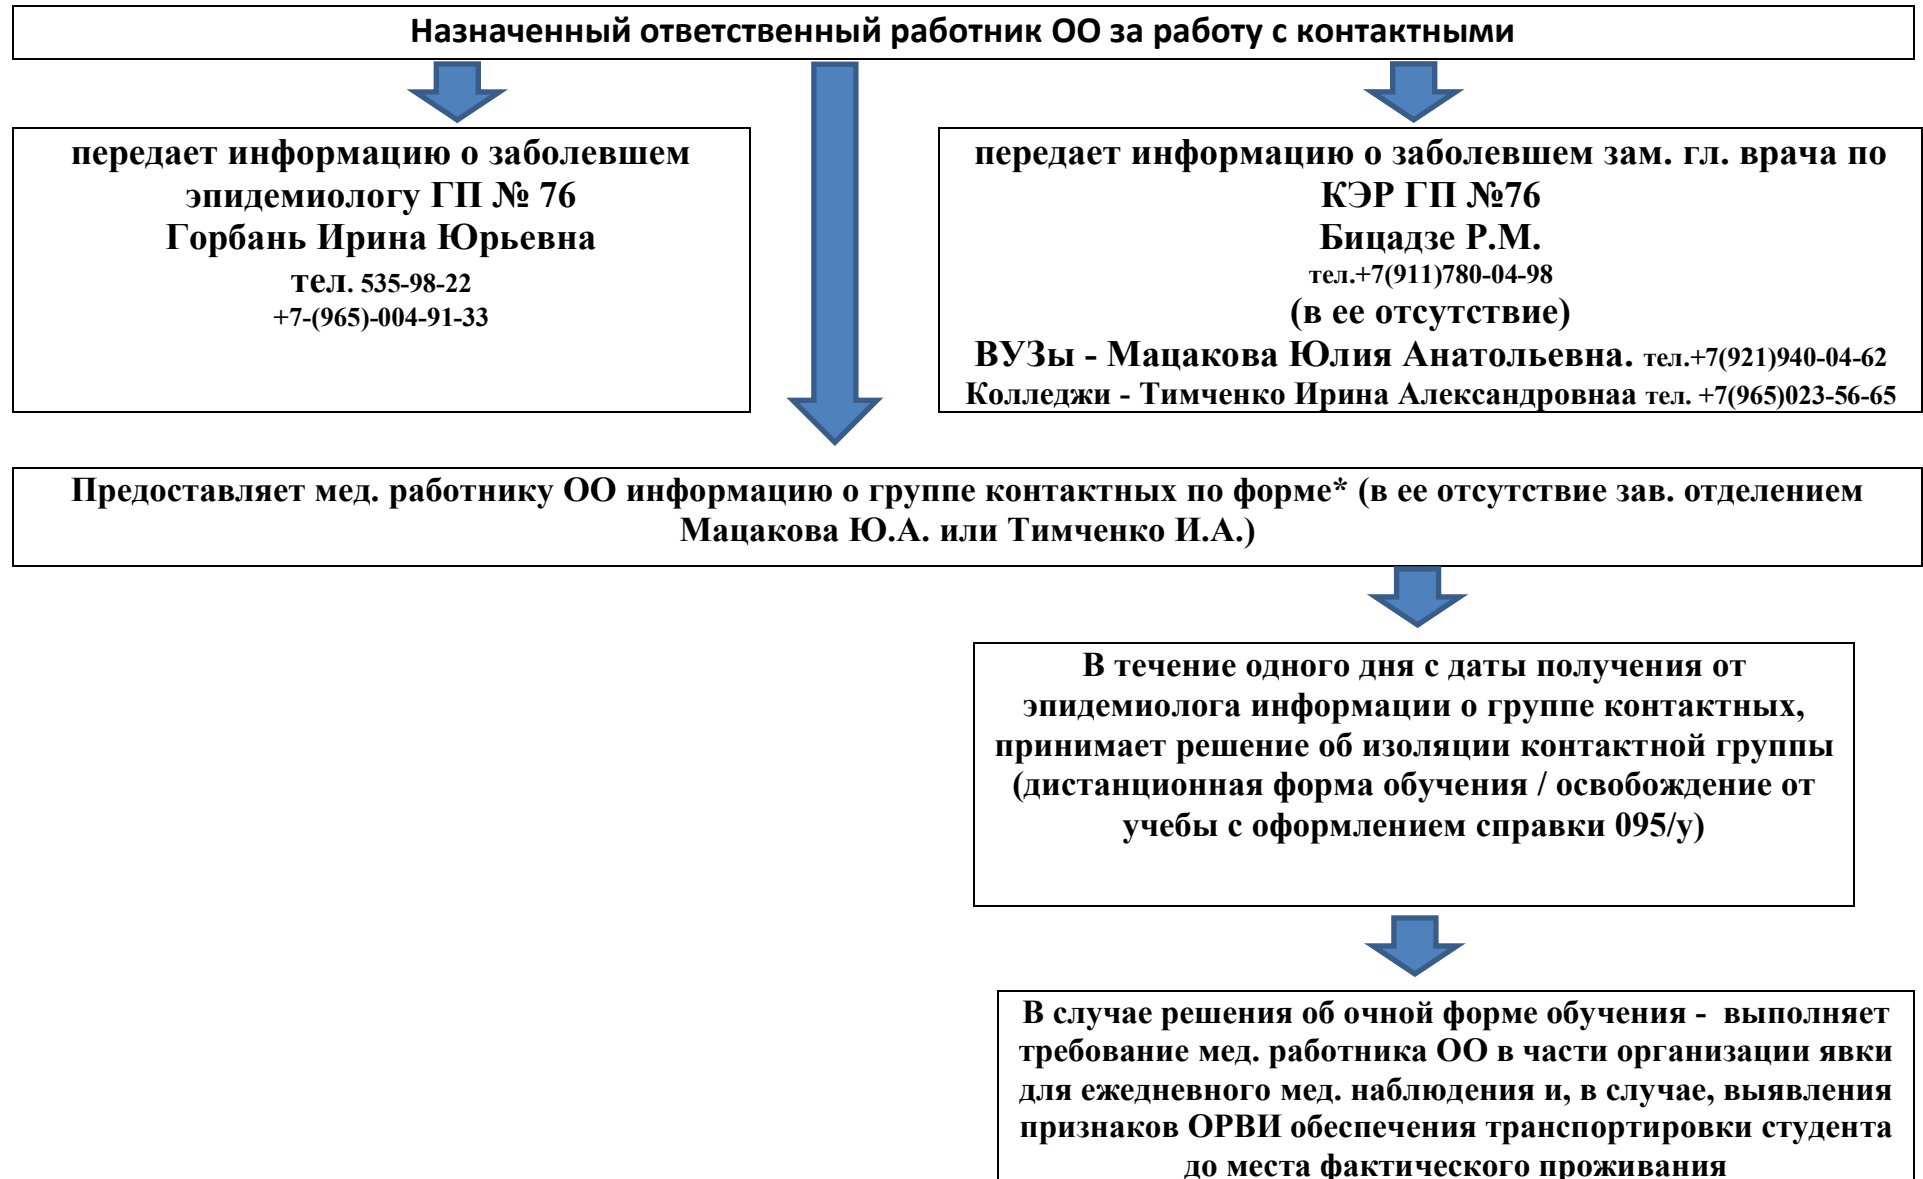 Назначенный ответственный работник ОО за работу с контактными
передает информацию о заболевшем
эпидемиологу ГП № 76
Горбань Ирина Юрьевна
тел. 535-98-22
+7-(965)-004-91-33
передает информацию о заболевшем зам. гл. врача по
КЭР ГП №76
Бицадзе Р.М.
тел.+7(911)780-04-98
(в ее отсутствие)
ВУЗы - Мацакова Юлия Анатольевна. тел.+7(921)940-04-62
Колледжи - Тимченко Ирина Александровнаа тел. +7(965)023-56-65
Предоставляет мед. работнику ОО информацию о группе контактных по форме* (в ее отсутствие зав. отделением
Мацакова Ю.А. или Тимченко И.А.)
В течение одного дня с даты получения от
эпидемиолога информации о группе контактных,
принимает решение об изоляции контактной группы
(дистанционная форма обучения / освобождение от
учебы с оформлением справки 095/у)
В случае решения об очной форме обучения - выполняет
требование мед. работника ОО в части организации явки
для ежедневного мед. наблюдения и, в случае, выявления
признаков ОРВИ обеспечения транспортировки студента
до места фактического проживания